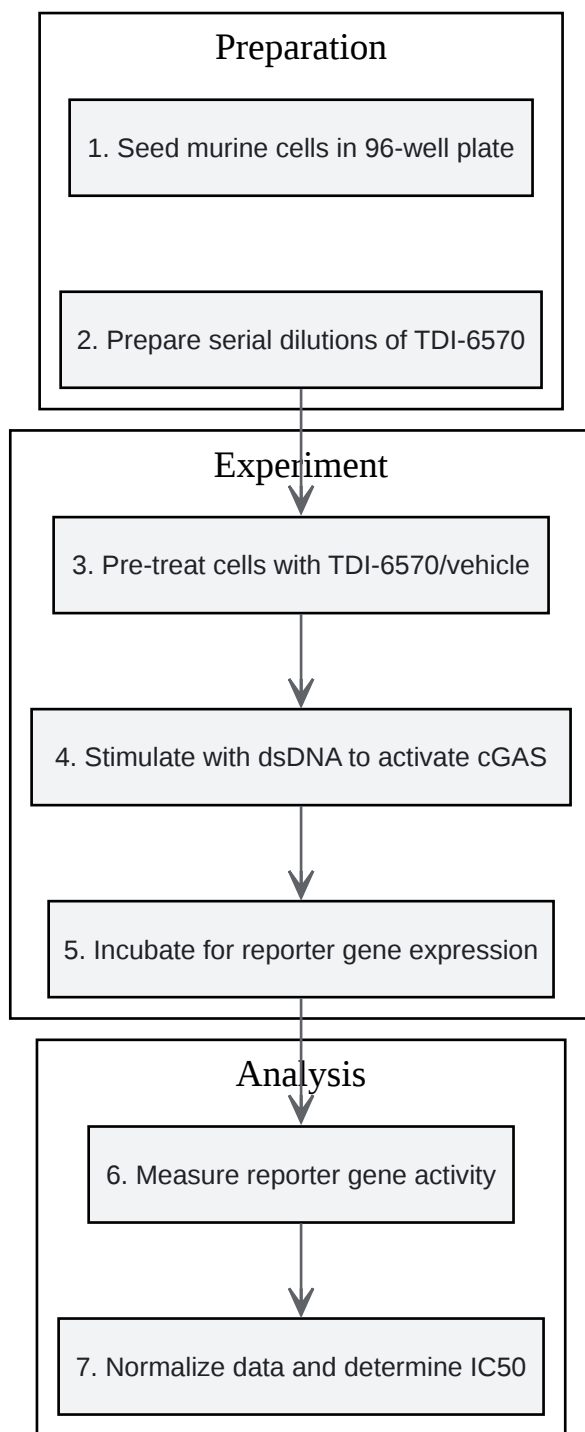 Preparation
1. Seed murine cells in 96-well plate
2. Prepare serial dilutions of TDI-6570
Experiment
3. Pre-treat cells with TDI-6570/vehicle
4. Stimulate with dsDNA to activate cGAS
5. Incubate for reporter gene expression
Analysis
6. Measure reporter gene activity
7. Normalize data and determine IC50